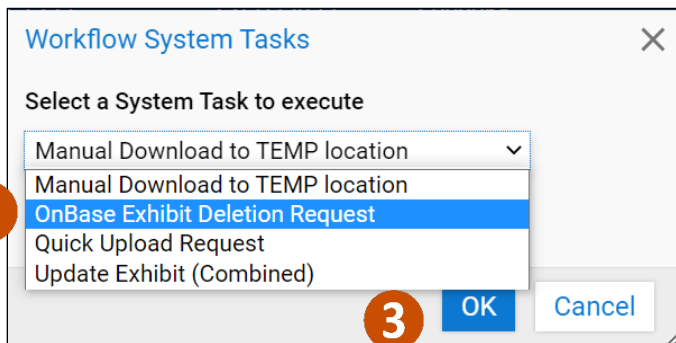 Workflow System Tasks
Select a System Task to execute
Manual Download to TEMP location
Manual Download to TEMP location
OnBase Exhibit Deletion Request
Quick Upload Request
Update Exhibit (Combined)
3
OK
Cancel